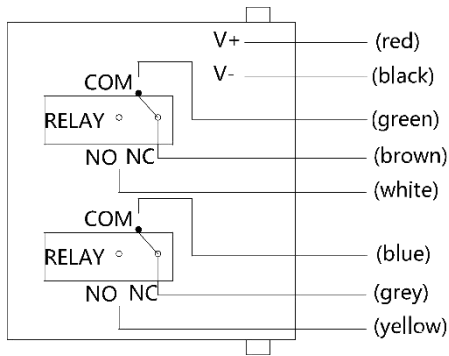 V+ (red)
V- (black)
COM
(green)
RELAY
(brown)
NO NC
(white)
COM
(blue)
RELAY
(grey)
NO NC
(yellow)